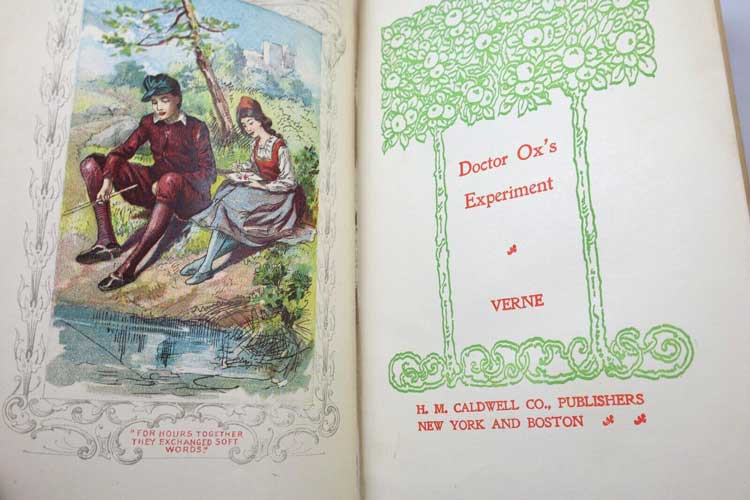 "FOR HOURS TOGETHER
THEY EXCHANGED SOFT
WORDS."
Doctor Ox's
Experiment
VERNE
H. M. CALDWELL CO., PUBLISHERS
NEW YORK AND BOSTON